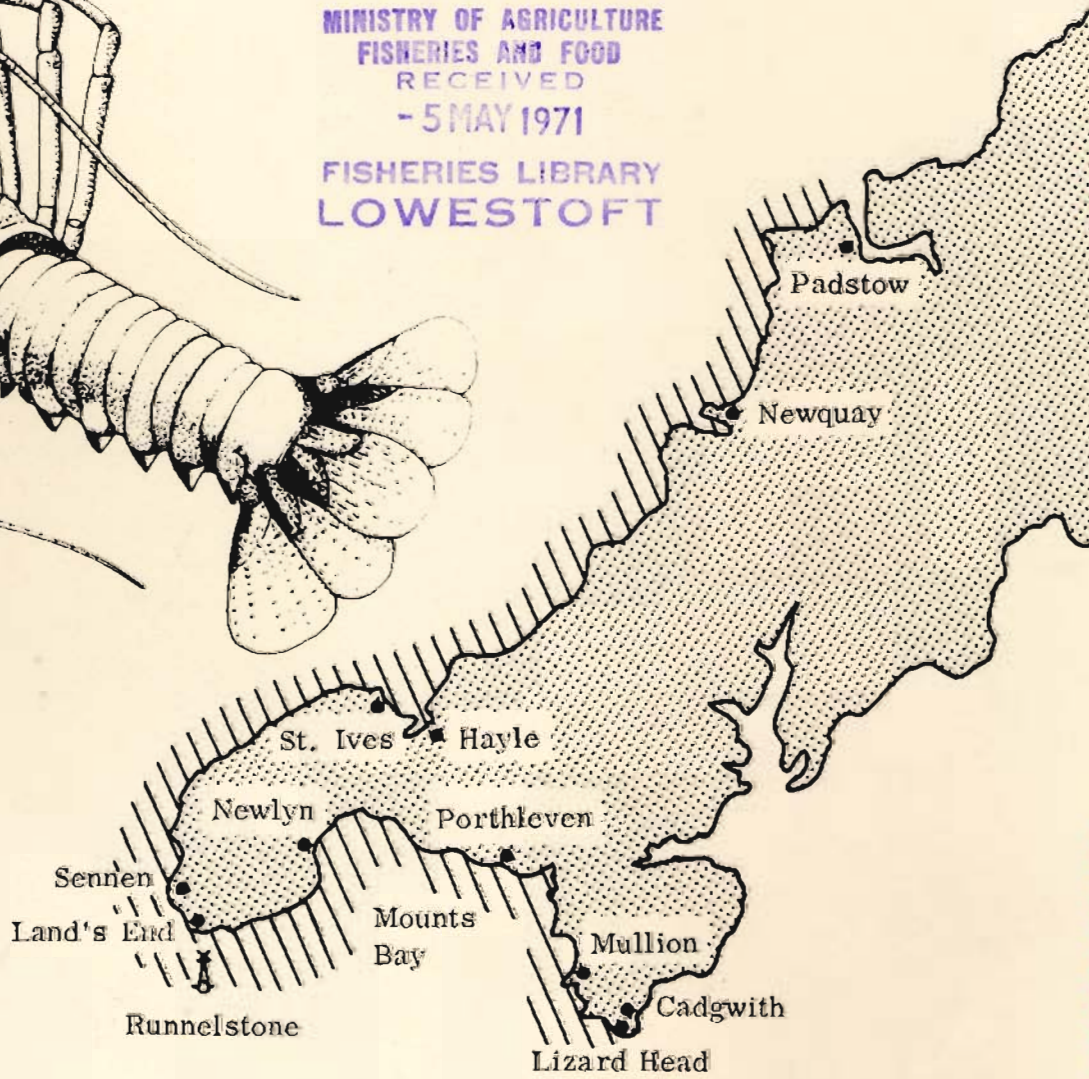 MINISTRY OF AGRICULTURE
FISHERIES AND FOOD
RECEIVED
-5 MAY 1971
FISHERIES LIBRARY
LOWESTOFT
Padstow
Newquay
St. Ives
Hayle
Newlyn
Porthleven
Sennen
Land's End
Mounts
Bay
Mullion
Runnelstone
Cadgwith
Lizard Head